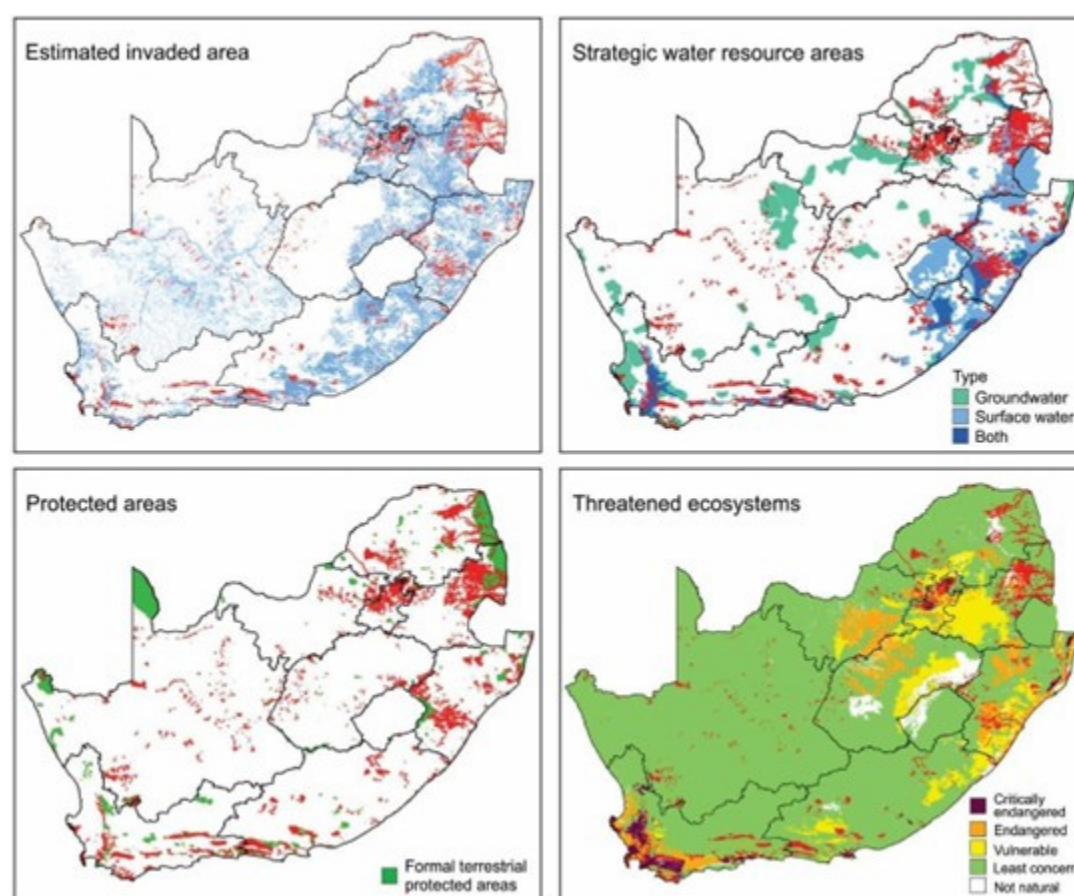 Estimated invaded area
Strategic water resource areas
Type
Groundwater
Surface water
Both
Protected areas
Formal terrestrial
protected areas
Threatened ecosystems
Critically
endangered
Endangered
Vulnerable
Least concern
Not natural